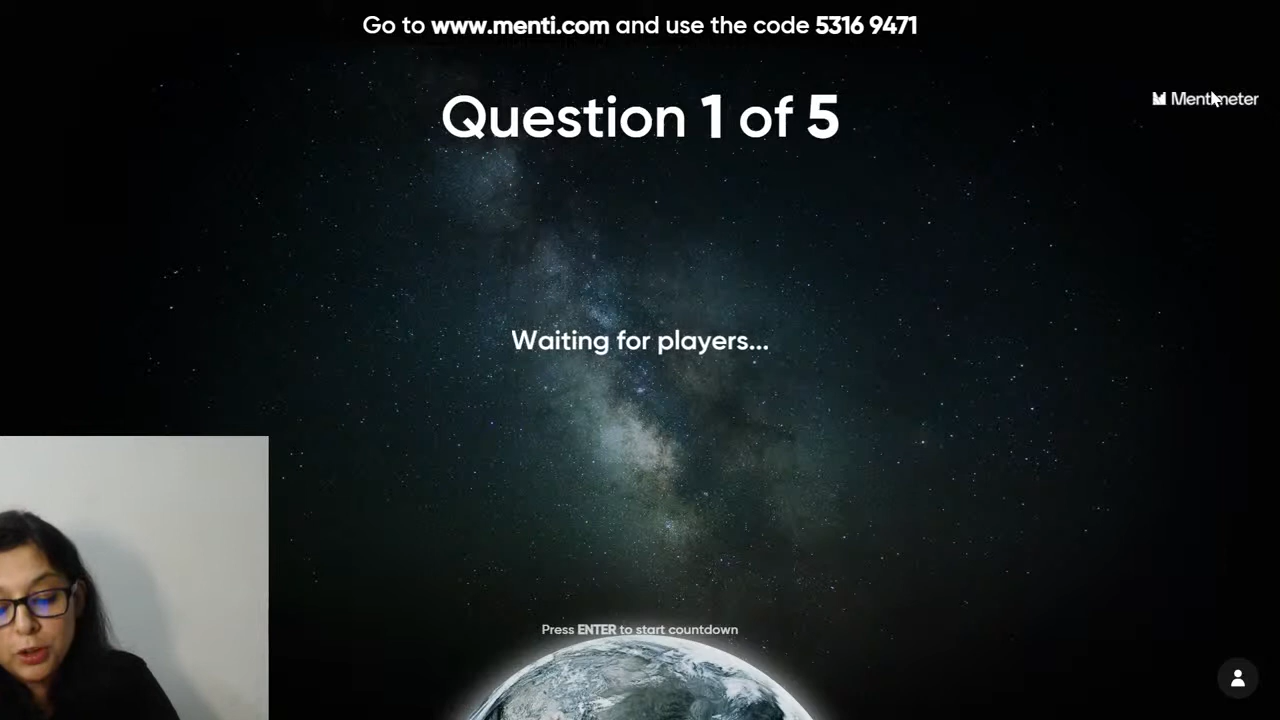 Go to www.menti.com and use the code 5316 9471
Mentimeter
Question 1 of 5
Waiting for players...
Press ENTER to start countdown